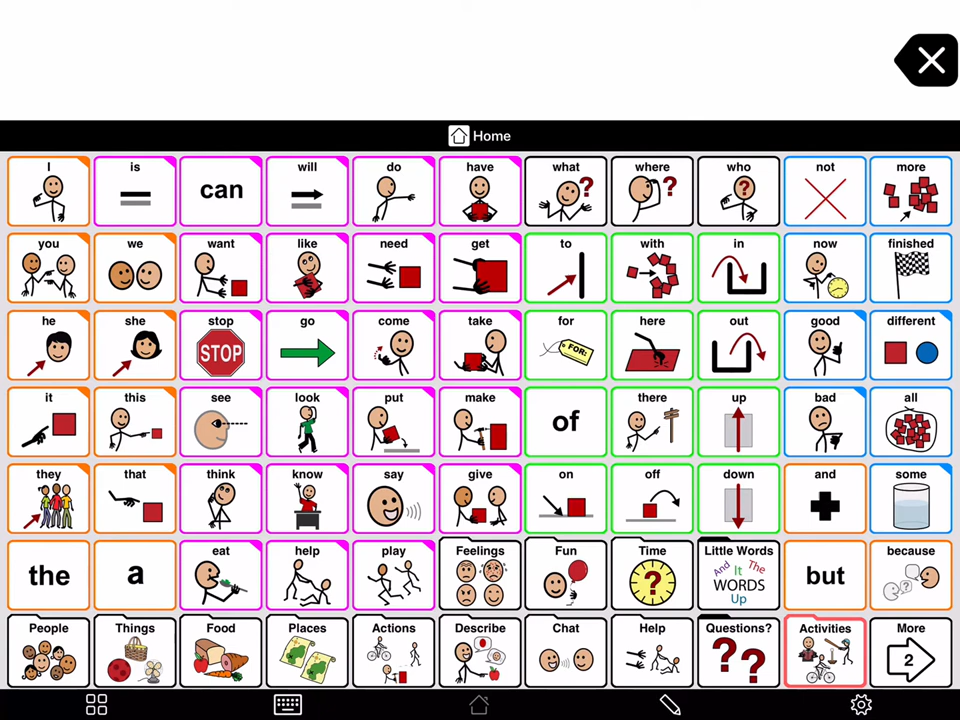 Home
I is can will do have what where who not more
you we want like need get to with in now finished
he she stop go come take for here out good different
STOP FOR:
it this see look put make of there up bad all
they that think know say give on off down and some
the a eat help play Feelings Fun Time Little Words but because
And It The
WORDS
Up
People Things Food Places Actions Describe Chat Help Questions? Activities More
2